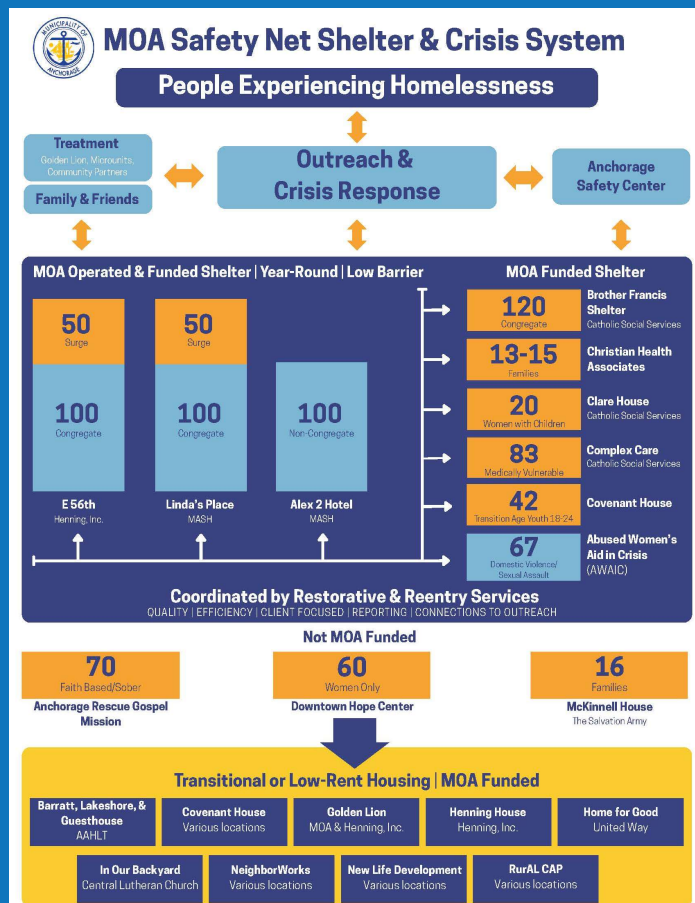 MUNICIPALITY OF
ANCHORAGE
MOA Safety Net Shelter & Crisis System
People Experiencing Homelessness
Treatment
Golden Lion, Microunits,
Community Partners
Family & Friends
Outreach &
Crisis Response
Anchorage
Safety Center
MOA Operated & Funded Shelter | Year-Round | Low Barrier
50
Surge
100
Congregate
E 56th
Henning, Inc.
50
Surge
100
Congregate
Linda's Place
MASH
100
Non-Congregate
Alex 2 Hotel
MASH
MOA Funded Shelter
120
Congregate
Brother Francis
Shelter
Catholic Social Services
13-15
Families
Christian Health
Associates
20
Women with Children
Clare House
Catholic Social Services
83
Medically Vulnerable
Complex Care
Catholic Social Services
42
Transition Age Youth 18-24
Covenant House
67
Domestic Violence/
Sexual Assault
Abused Women's
Aid in Crisis
(AWAIC)
Coordinated by Restorative & Reentry Services
QUALITY | EFFICIENCY | CLIENT FOCUSED | REPORTING | CONNECTIONS TO OUTREACH
Not MOA Funded
70
Faith Based/Sober
Anchorage Rescue Gospel
Mission
60
Women Only
Downtown Hope Center
16
Families
McKinnell House
The Salvation Army
Transitional or Low-Rent Housing | MOA Funded
Barratt, Lakeshore, &
Guesthouse
AAHLT
Covenant House
Various locations
Golden Lion
MOA & Henning, Inc.
Henning House
Henning, Inc.
Home for Good
United Way
In Our Backyard
Central Lutheran Church
NeighborWorks
Various locations
New Life Development
Various locations
RurAL CAP
Various locations